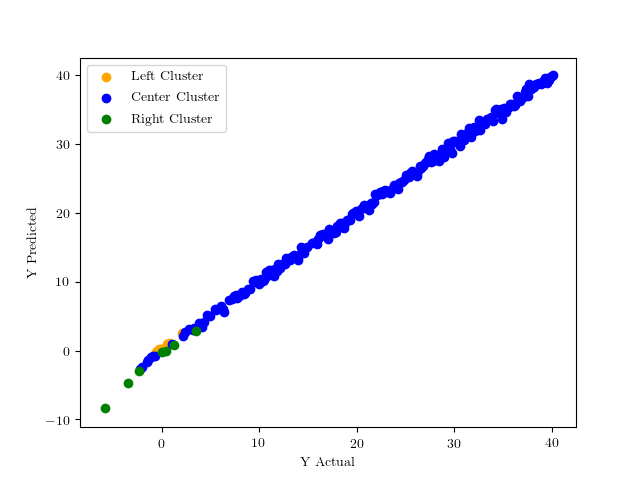 Left Cluster
Center Cluster
Right Cluster
40
30
20
10
0
−10
Y Predicted
0 10 20 30 40
Y Actual